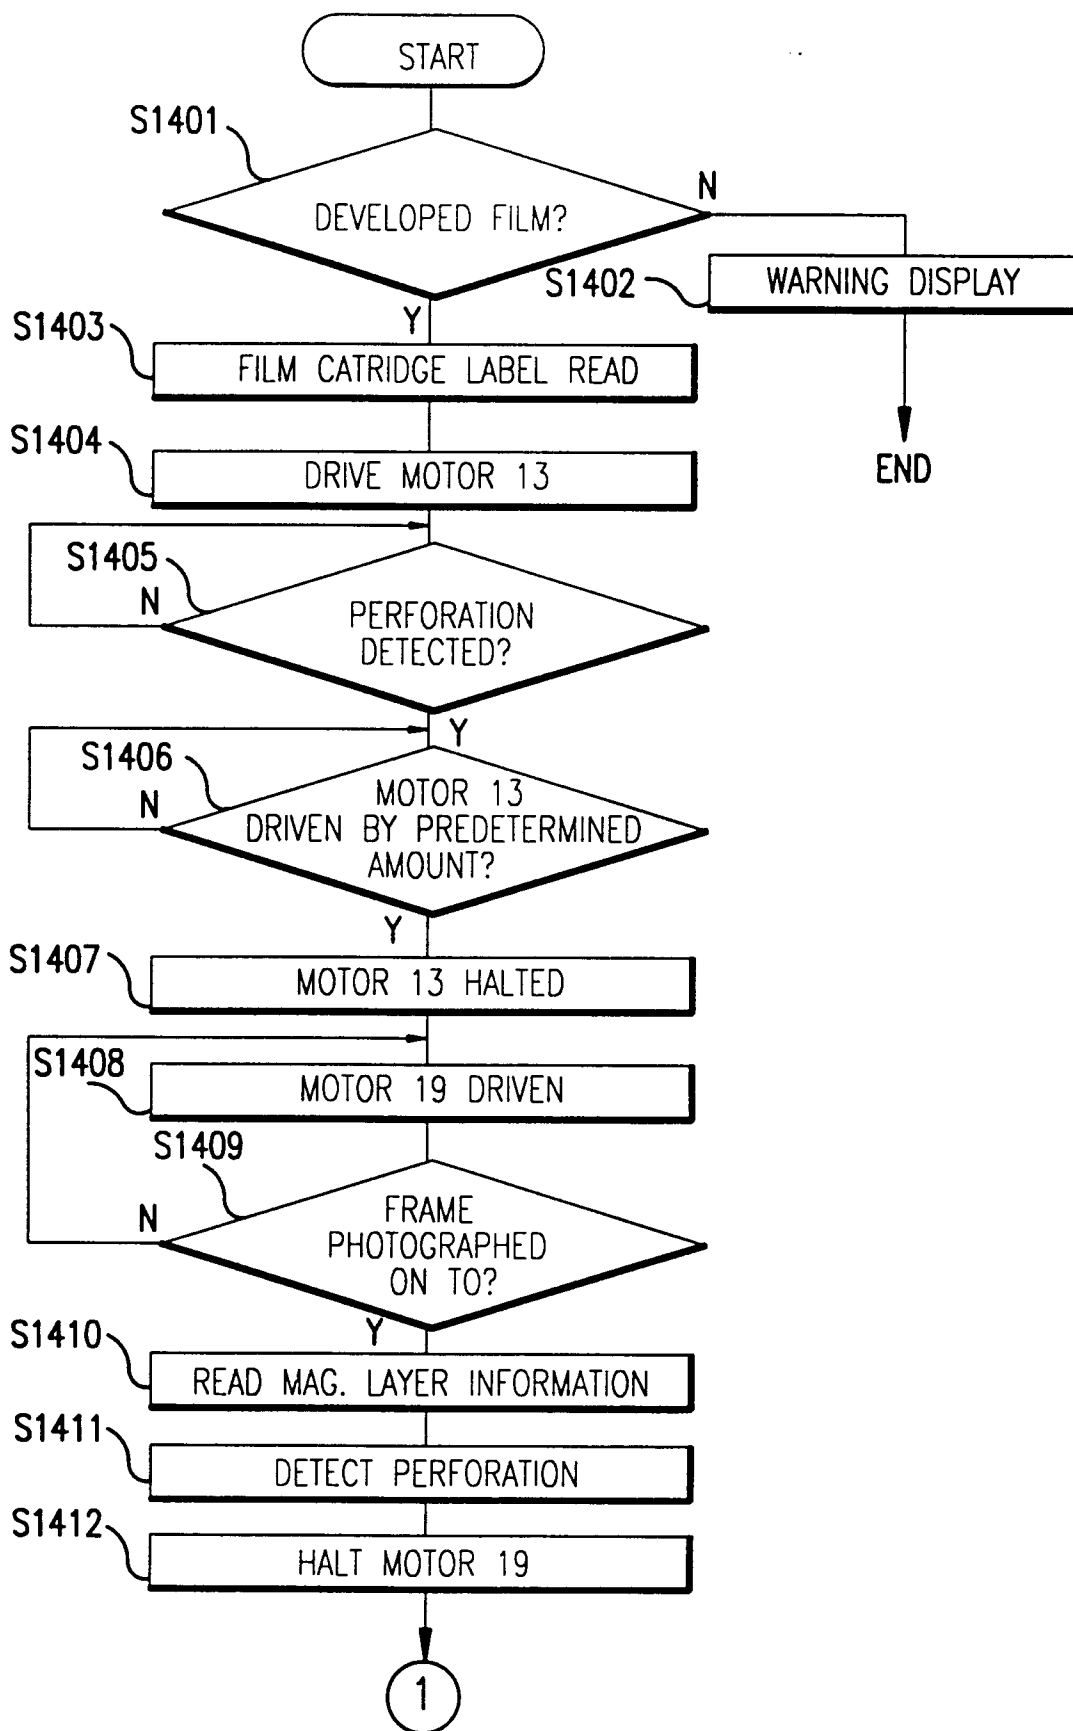 START
S1401
N
DEVELOPED FILM?
S1402
WARNING DISPLAY
Y
S1403
FILM CATRIDGE LABEL READ
S1404
DRIVE MOTOR 13
END
S1405
N
PERFORATION
DETECTED?
Y
S1406
N
MOTOR 13
DRIVEN BY PREDETERMINED
AMOUNT?
Y
S1407
MOTOR 13 HALTED
S1408
MOTOR 19 DRIVEN
S1409
N
FRAME
PHOTOGRAPHED
ON TO?
Y
S1410
READ MAG. LAYER INFORMATION
S1411
DETECT PERFORATION
S1412
HALT MOTOR 19
1